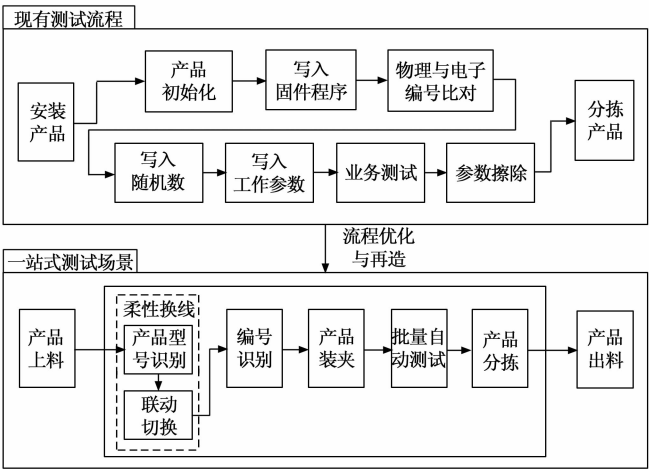 现有测试流程
安装
产品
产品
初始化
写入
固件程序
物理与电子
编号比对
写入
随机数
写入
工作参数
业务测试
参数擦除
分拣
产品
流程优化
与再造
一站式测试场景
产品
上料
柔性换线
产品型
号识别
联动
切换
编号
识别
产品
装夹
批量自
动测试
产品
分拣
产品
出料